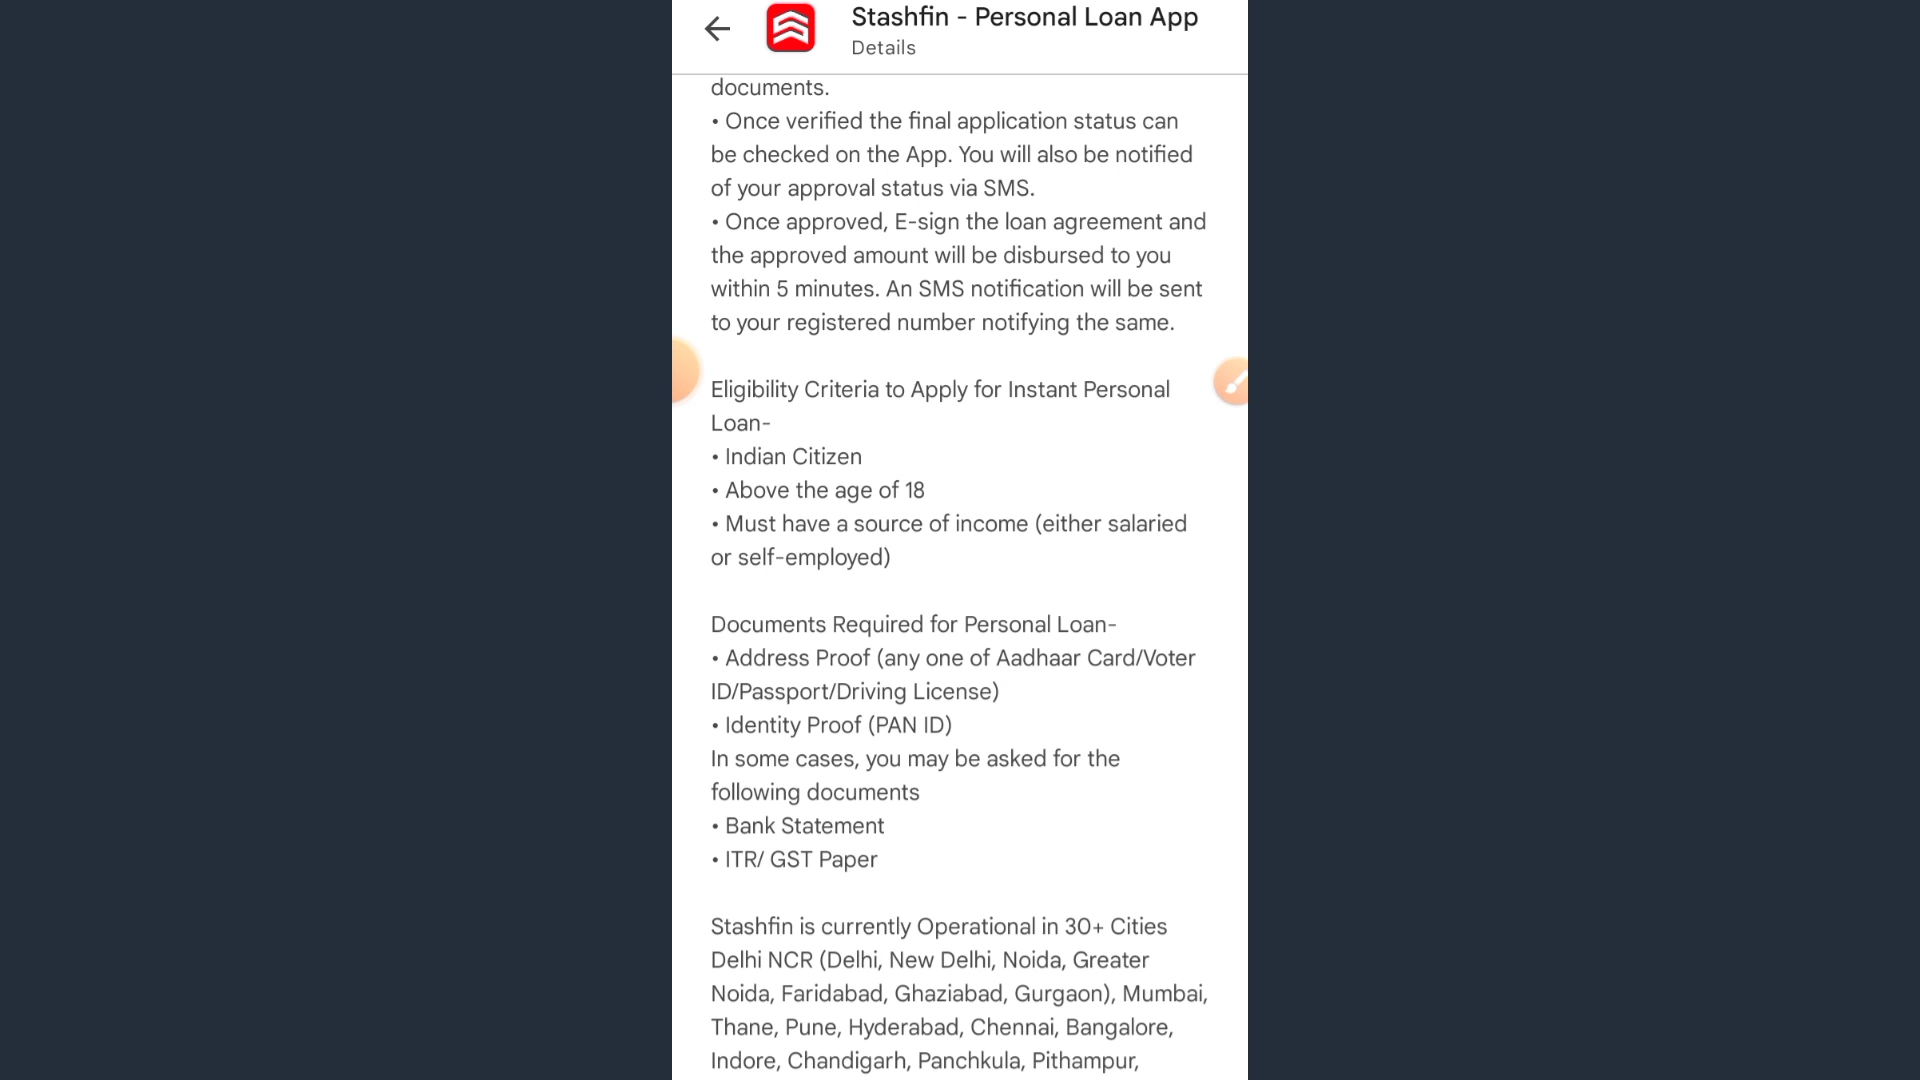 Stashfin - Personal Loan App
Details
documents.
• Once verified the final application status can
be checked on the App. You will also be notified
of your approval status via SMS.
• Once approved, E-sign the loan agreement and
the approved amount will be disbursed to you
within 5 minutes. An SMS notification will be sent
to your registered number notifying the same.
Eligibility Criteria to Apply for Instant Personal
Loan-
• Indian Citizen
• Above the age of 18
• Must have a source of income (either salaried
or self-employed)
Documents Required for Personal Loan-
• Address Proof (any one of Aadhaar Card/Voter
ID/Passport/Driving License)
• Identity Proof (PAN ID)
In some cases, you may be asked for the
following documents
• Bank Statement
• ITR/ GST Paper
Stashfin is currently Operational in 30+ Cities
Delhi NCR (Delhi, New Delhi, Noida, Greater
Noida, Faridabad, Ghaziabad, Gurgaon), Mumbai,
Thane, Pune, Hyderabad, Chennai, Bangalore,
Indore, Chandigarh, Panchkula, Pithampur,